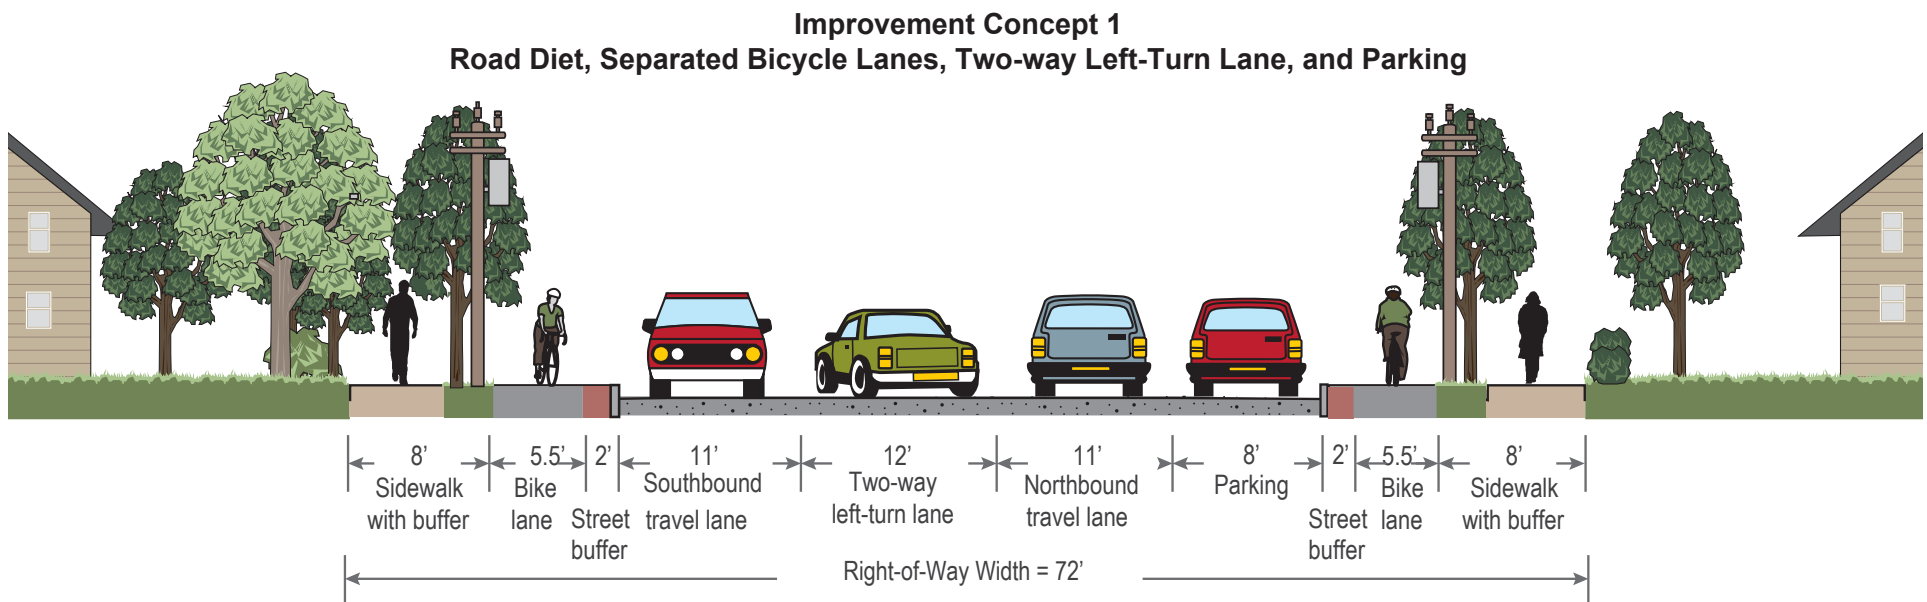 Improvement Concept 1
Road Diet, Separated Bicycle Lanes, Two-way Left-Turn Lane, and Parking
8’
Sidewalk
with buffer
5.5’
Bike
lane
2’
Street
buffer
11’
Southbound
travel lane
12’
Two-way
left-turn lane
11’
Northbound
travel lane
8’
Parking
2’
Street
buffer
5.5’
Bike
lane
8’
Sidewalk
with buffer
Right-of-Way Width = 72’